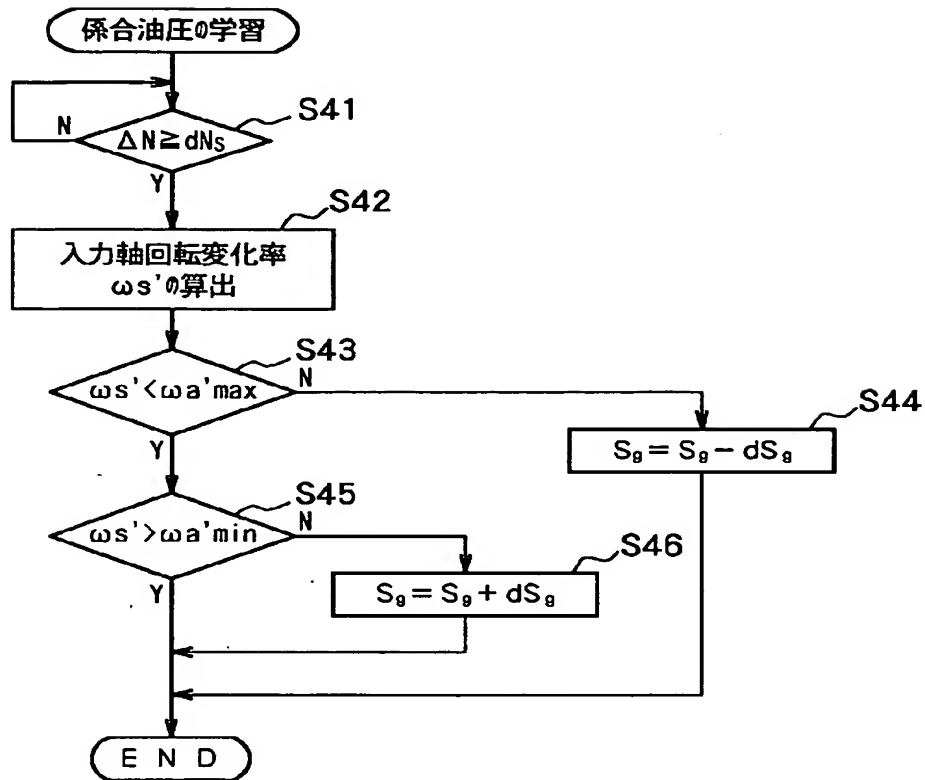 係合油圧の学習
S41
N
ΔN≧dNs
Y
S42
入力軸回転変化率
ωs'の算出
S43
ωs'<ωa'max
N
S44
Sg=Sg-dSg
Y
S45
ωs'>ωa'min
N
S46
Sg=Sg+dSg
Y
END